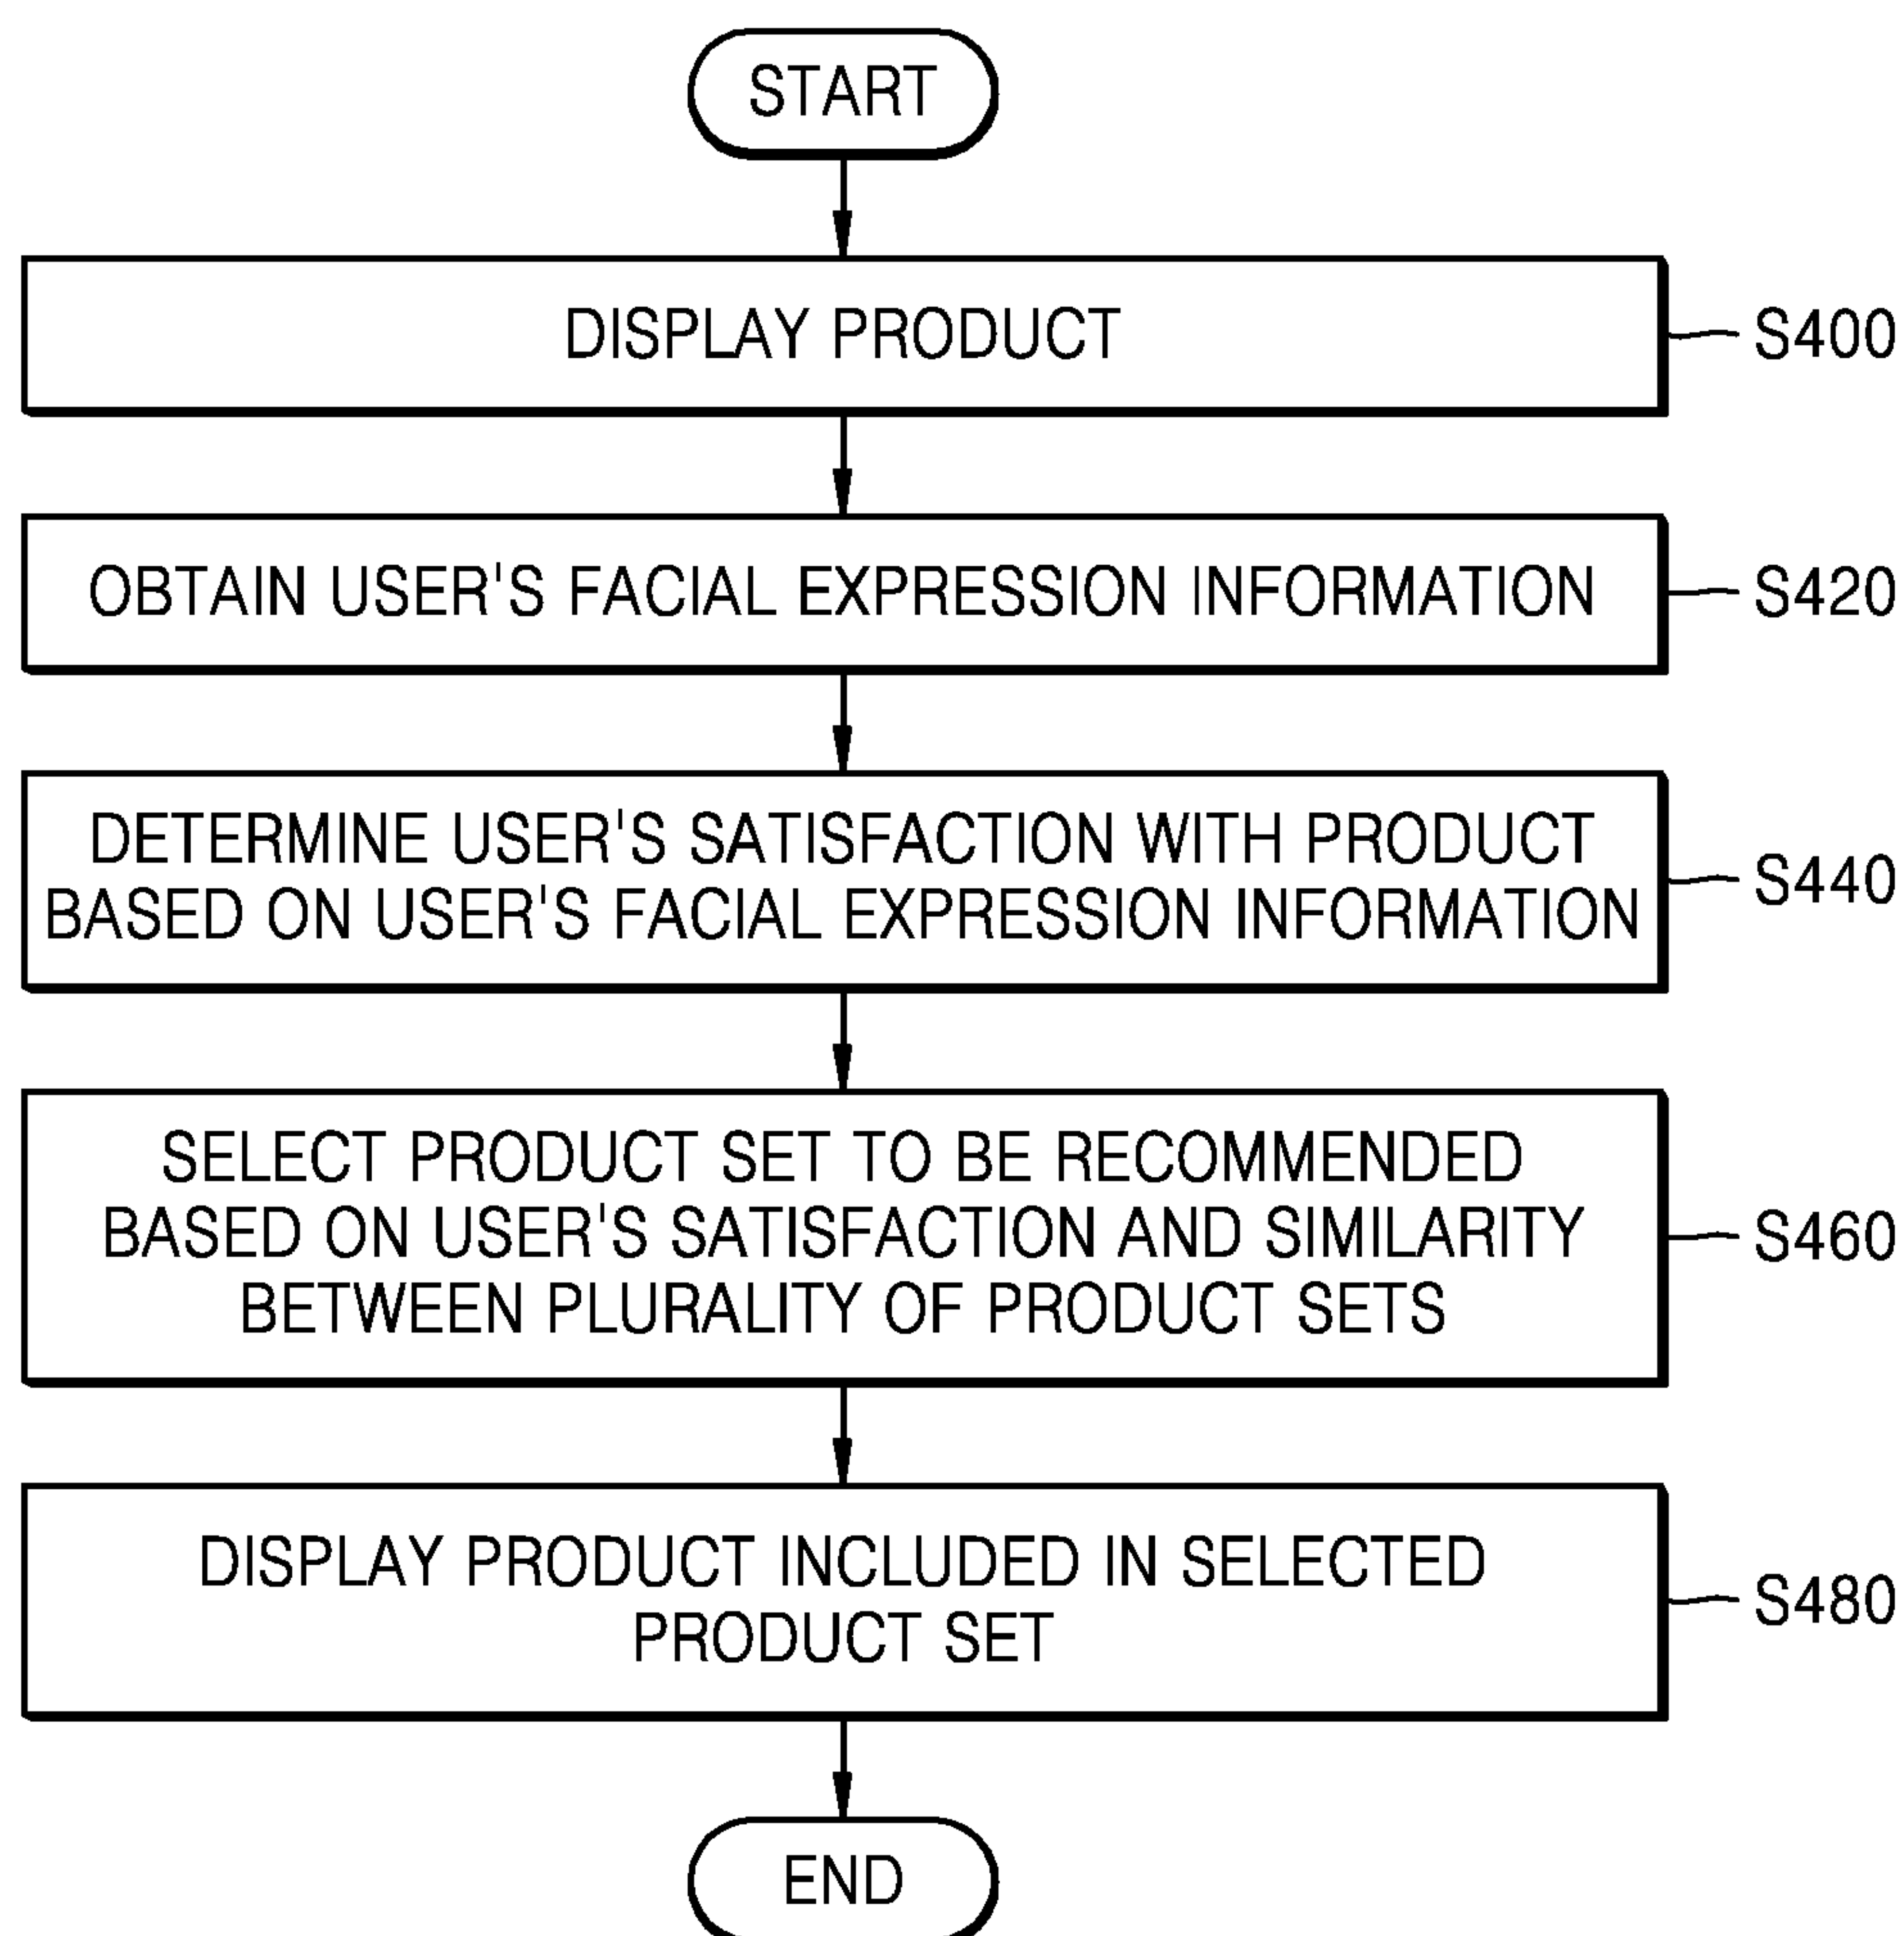 START
DISPLAY PRODUCT
S400
OBTAIN USER'S FACIAL EXPRESSION INFORMATION
S420
DETERMINE USER'S SATISFACTION WITH PRODUCT
BASED ON USER'S FACIAL EXPRESSION INFORMATION
S440
SELECT PRODUCT SET TO BE RECOMMENDED
BASED ON USER'S SATISFACTION AND SIMILARITY
BETWEEN PLURALITY OF PRODUCT SETS
S460
DISPLAY PRODUCT INCLUDED IN SELECTED
PRODUCT SET
S480
END